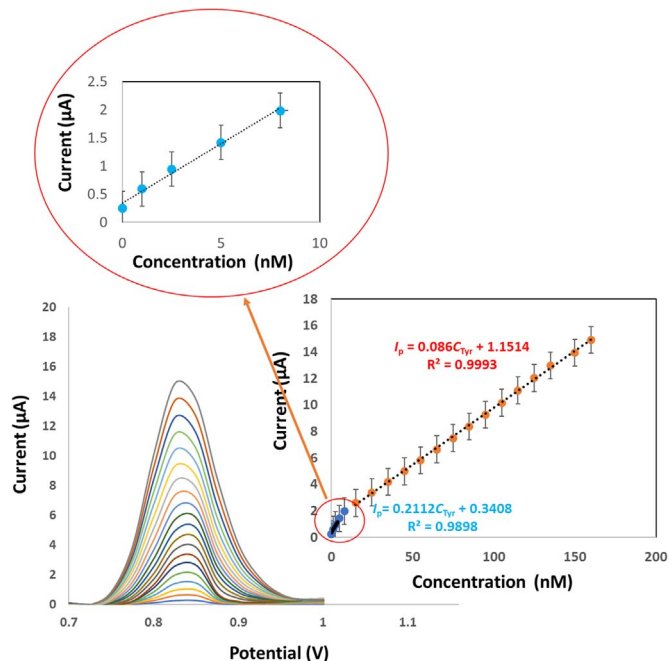 2.5
2
1.5
1
0.5
0
0 5 10
Current (µA)
Concentration (nM)
20
18
16
14
12
10
8
6
4
2
0
0.7 0.8 0.9 1 1.1
Current (µA)
Potential (V)
18
16
14
12
10
8
6
4
2
0
0 50 100 150 200
Current (µA)
Concentration (nM)
Ip = 0.086CTyr + 1.1514
R² = 0.9993
Ip=0.2112CTyr + 0.3408
R² = 0.9898